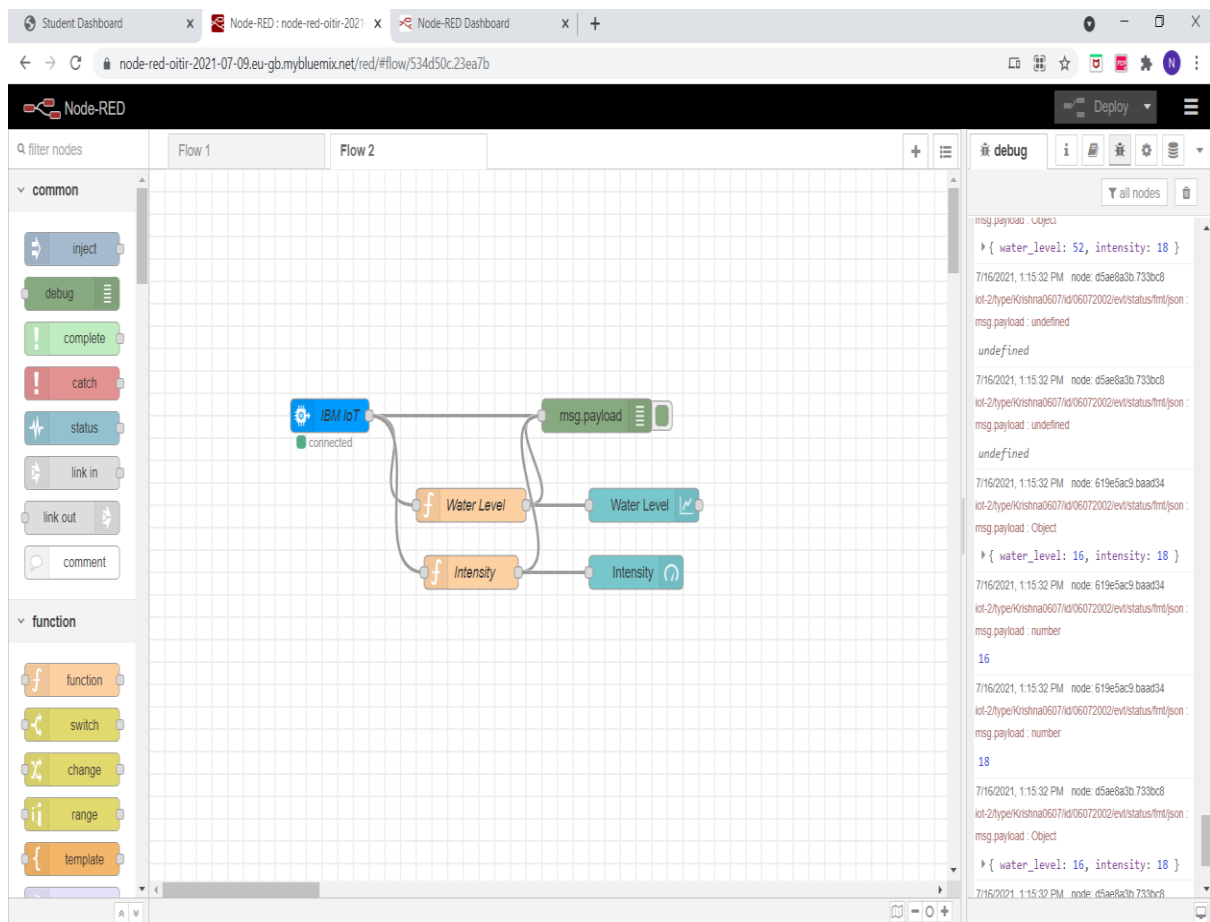 Student Dashboard
Node-RED : node-red-oitir-2021-
Node-RED Dashboard
node-red-oitir-2021-07-09.eu-gb.mybluemix.net/red/#flow/534d50c.23ea7b
N
Node-RED
Deploy
filter nodes
Flow 1
Flow 2
debug
common
all nodes
inject
debug
complete
catch
status
link in
link out
comment
function
function
switch
change
range
template
IBM IoT
connected
msg.payload
Water Level
Water Level
Intensity
Intensity
msg.payload : Object
{ water_level: 52, intensity: 18 }
7/16/2021, 1:15:32 PM node: d5ae8a3b.733bc8
iot-2/type/Krishna0607/id/06072002/evt/status/fmt/json :
msg.payload : undefined
undefined
7/16/2021, 1:15:32 PM node: d5ae8a3b.733bc8
iot-2/type/Krishna0607/id/06072002/evt/status/fmt/json :
msg.payload : undefined
undefined
7/16/2021, 1:15:32 PM node: 619e5ac9.baad34
iot-2/type/Krishna0607/id/06072002/evt/status/fmt/json :
msg.payload : Object
{ water_level: 16, intensity: 18 }
7/16/2021, 1:15:32 PM node: 619e5ac9.baad34
iot-2/type/Krishna0607/id/06072002/evt/status/fmt/json :
msg.payload : number
16
7/16/2021, 1:15:32 PM node: 619e5ac9.baad34
iot-2/type/Krishna0607/id/06072002/evt/status/fmt/json :
msg.payload : number
18
7/16/2021, 1:15:32 PM node: d5ae8a3b.733bc8
iot-2/type/Krishna0607/id/06072002/evt/status/fmt/json :
msg.payload : Object
{ water_level: 16, intensity: 18 }
7/16/2021, 1:15:32 PM node: d5ae8a3b.733bc8